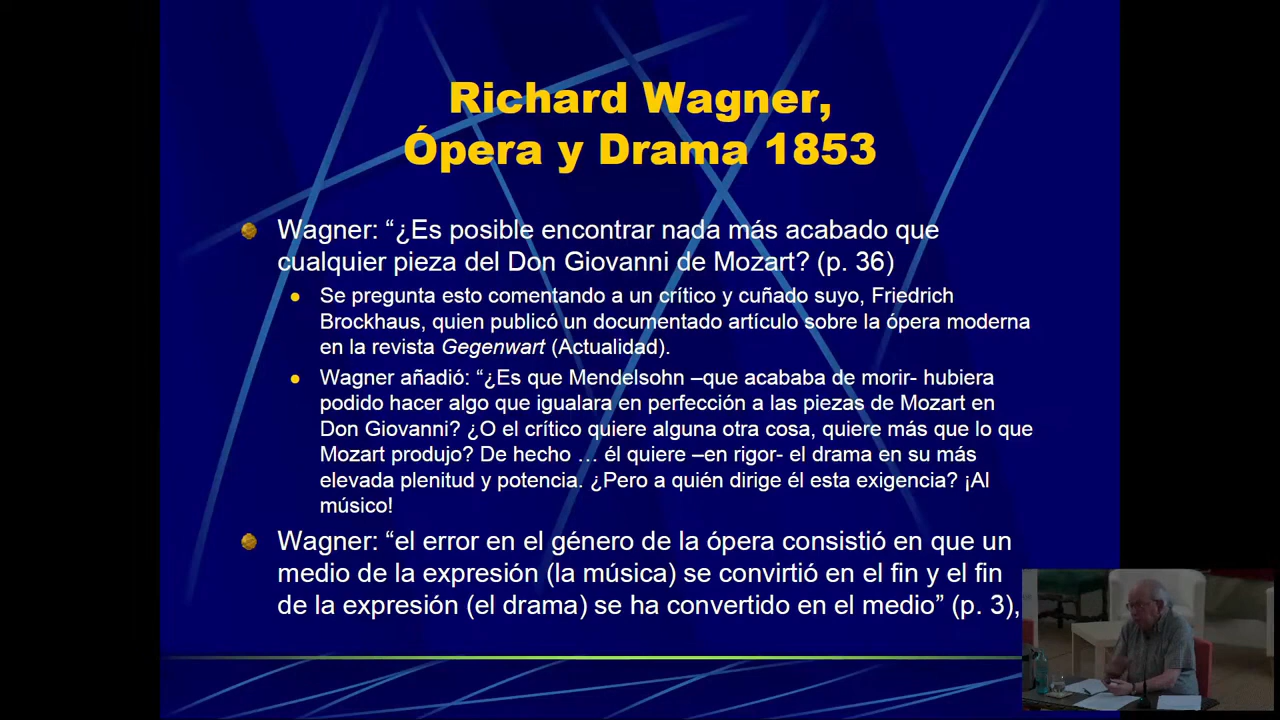 Richard Wagner,
Ópera y Drama 1853
Wagner: “¿Es posible encontrar nada más acabado que
cualquier pieza del Don Giovanni de Mozart? (p. 36)
Se pregunta esto comentando a un crítico y cuñado suyo, Friedrich
Brockhaus, quien publicó un documentado artículo sobre la ópera moderna
en la revista Gegenwart (Actualidad).
Wagner añadió: “¿Es que Mendelsohn –que acababa de morir- hubiera
podido hacer algo que igualara en perfección a las piezas de Mozart en
Don Giovanni? ¿O el crítico quiere alguna otra cosa, quiere más que lo que
Mozart produjo? De hecho … él quiere –en rigor- el drama en su más
elevada plenitud y potencia. ¿Pero a quién dirige él esta exigencia? ¡Al
músico!
Wagner: “el error en el género de la ópera consistió en que un
medio de la expresión (la música) se convirtió en el fin y el fin
de la expresión (el drama) se ha convertido en el medio” (p. 3),